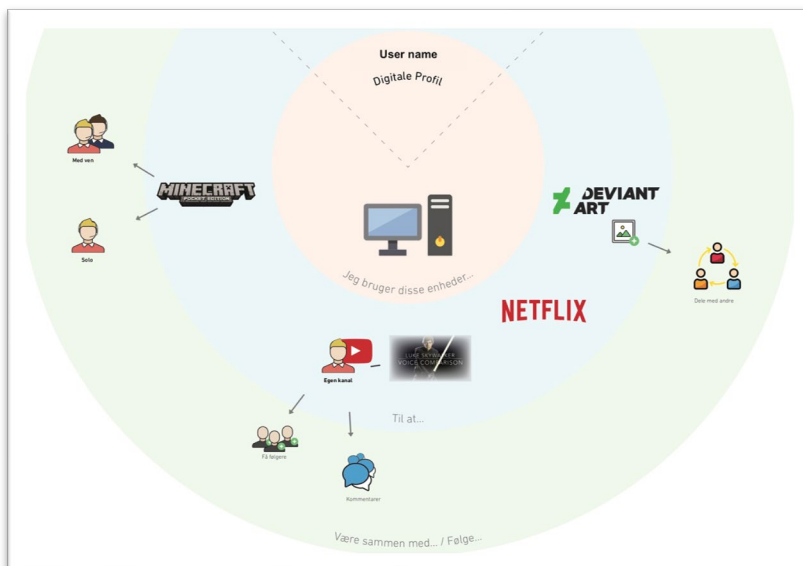 User name
Digitale Profil
Med ven
MINECRAFT
POCKET EDITION
Solo
DEVIANT
ART
Dele med andre
Jeg bruger disse enheder...
NETFLIX
LUKE SKYWALKER
VOICE COMPARISON
Egen kanal
Til at...
Få følgere
Kommentarer
Være sammen med... / Følge...